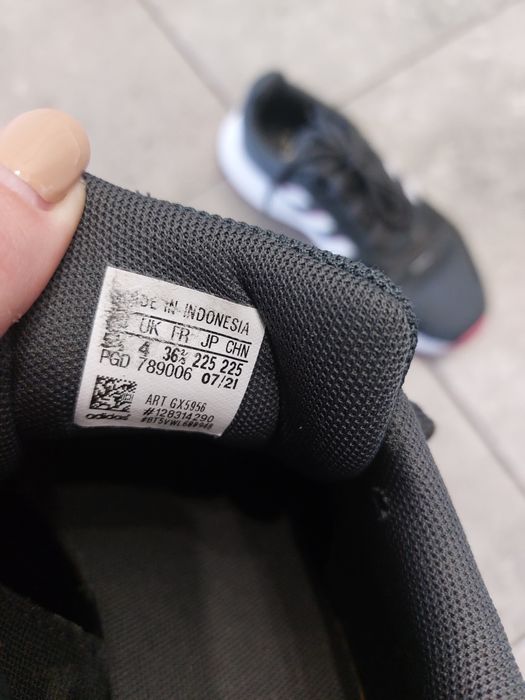 MADE IN INDONESIA
UK FR JP CHN
4 36⅔ 225 225
PGD 789006 07/21
ART GX5956
#128314290
adidas